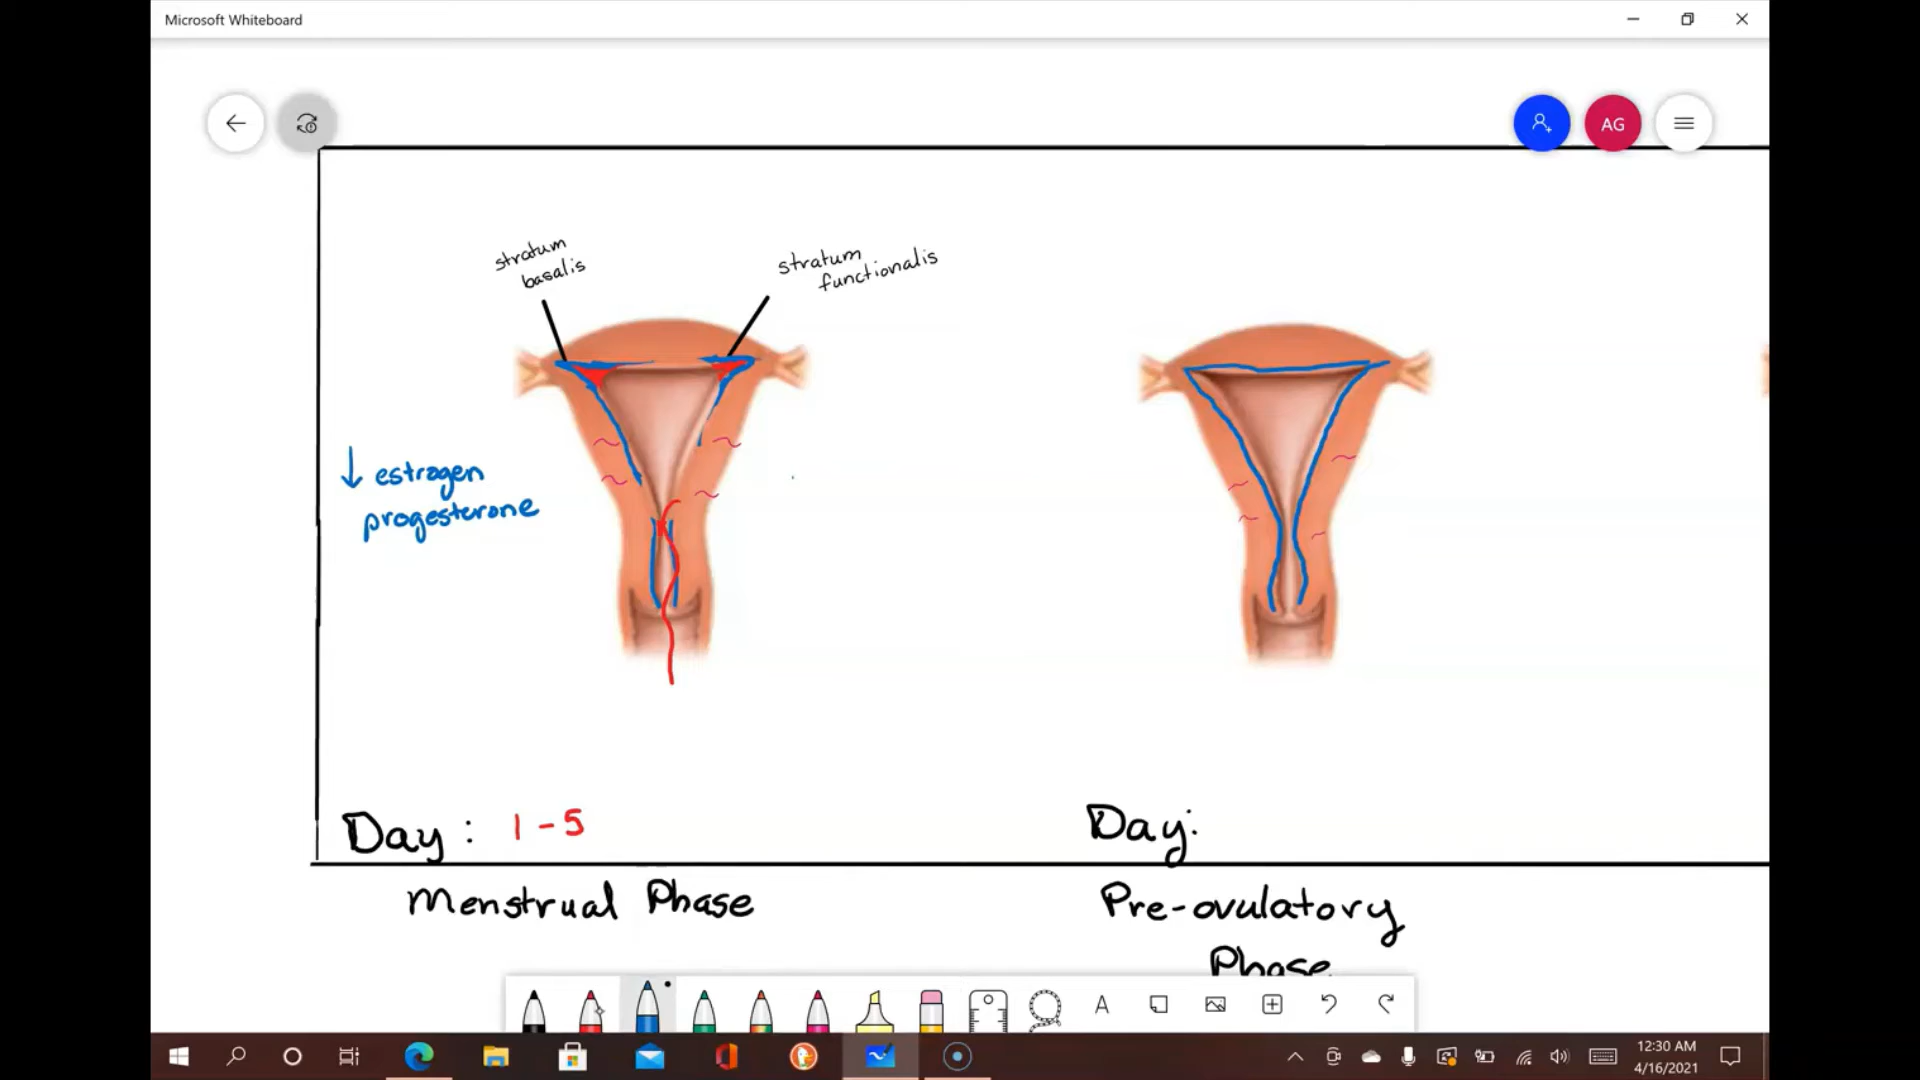 Microsoft Whiteboard
AG
stratum
basalis
stratum
functionalis
↓ estrogen
progesterone
Day: 1-5
Day:
Menstrual Phase
Pre-ovulatory
Phase
A
12:30 AM
4/16/2021